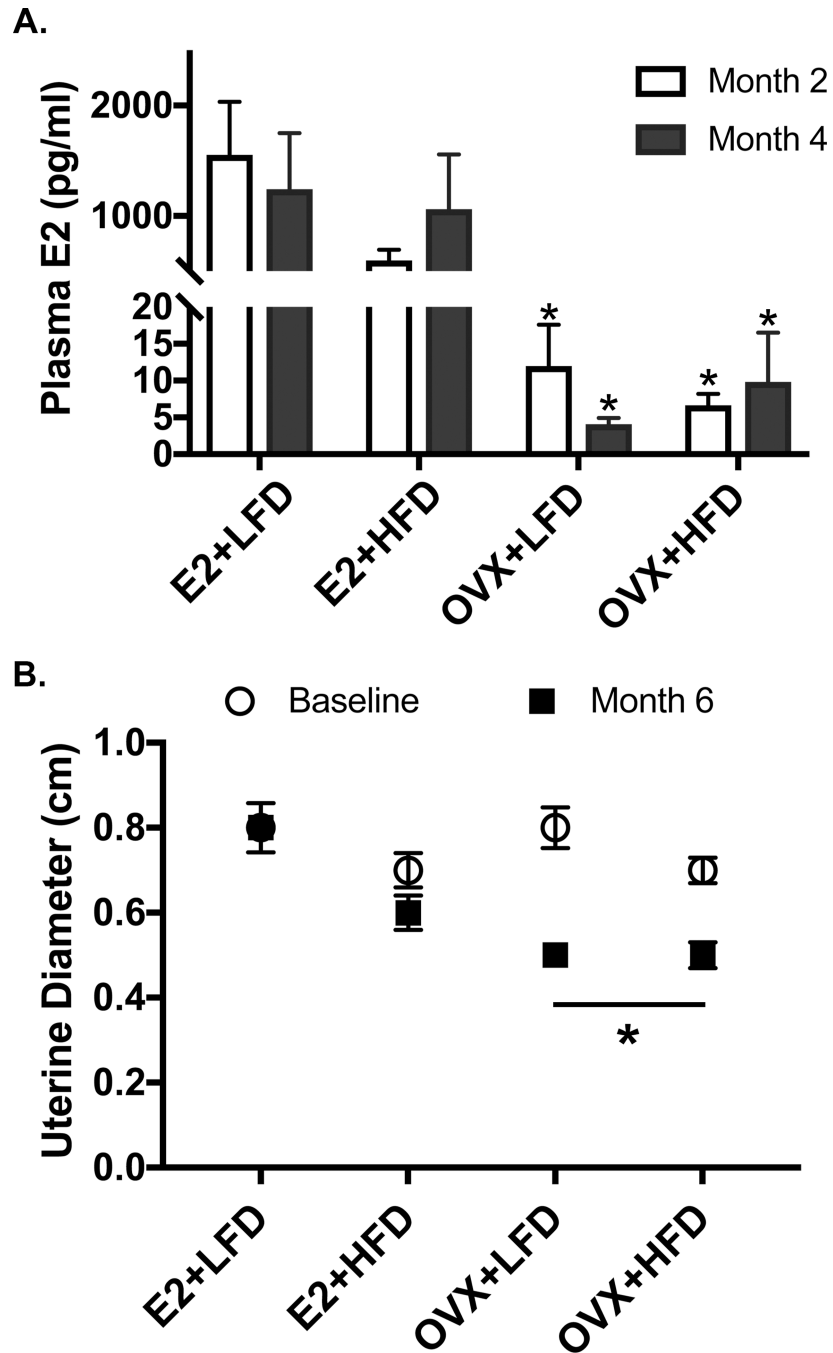 A.
Plasma E2 (pg/ml)
2000
1000
20
15
10
5
0
Month 2
Month 4
*
*
*
*
E2+LFD
E2+HFD
OVX+LFD
OVX+HFD
B.
Baseline
Month 6
Uterine Diameter (cm)
1.0
0.8
0.6
0.4
0.2
0.0
*
E2+LFD
E2+HFD
OVX+LFD
OVX+HFD